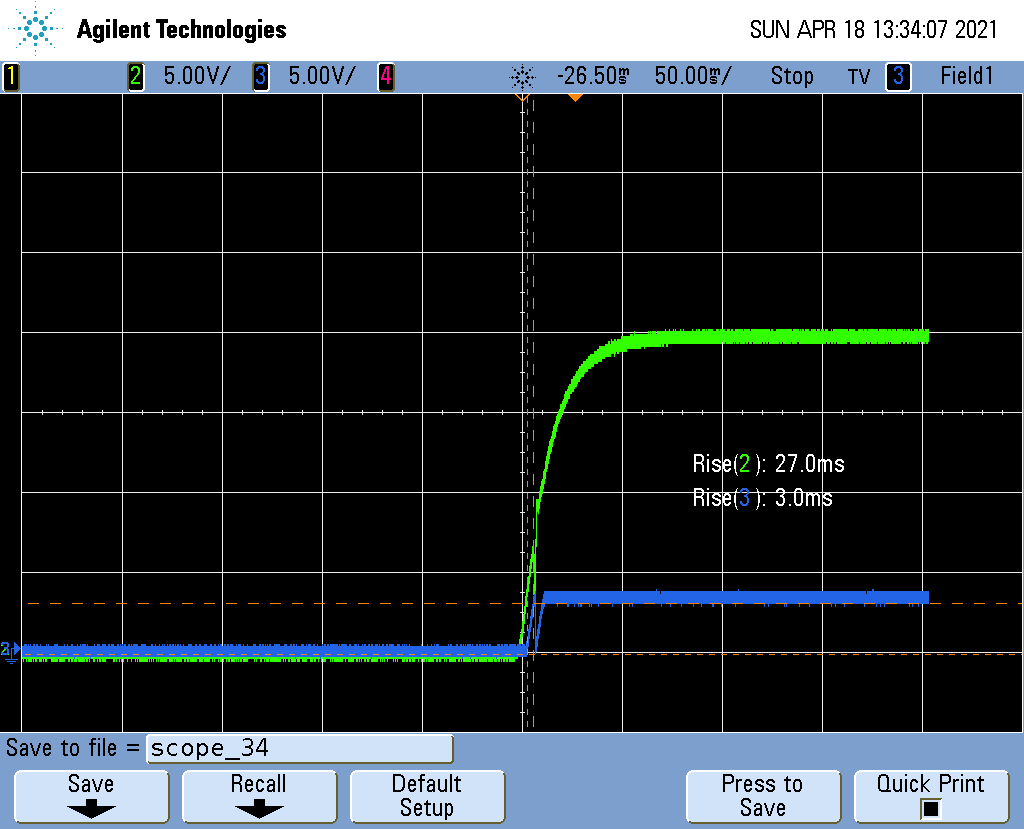 Agilent Technologies
SUN APR 18 13:34:07 2021
1 2 5.00V/ 3 5.00V/ 4 -26.50ms 50.00ms/ Stop TV 3 Field1
Rise(2): 27.0ms
Rise(3): 3.0ms
2
Save to file = scope_34
Save
Recall
Default
Setup
Press to
Save
Quick Print